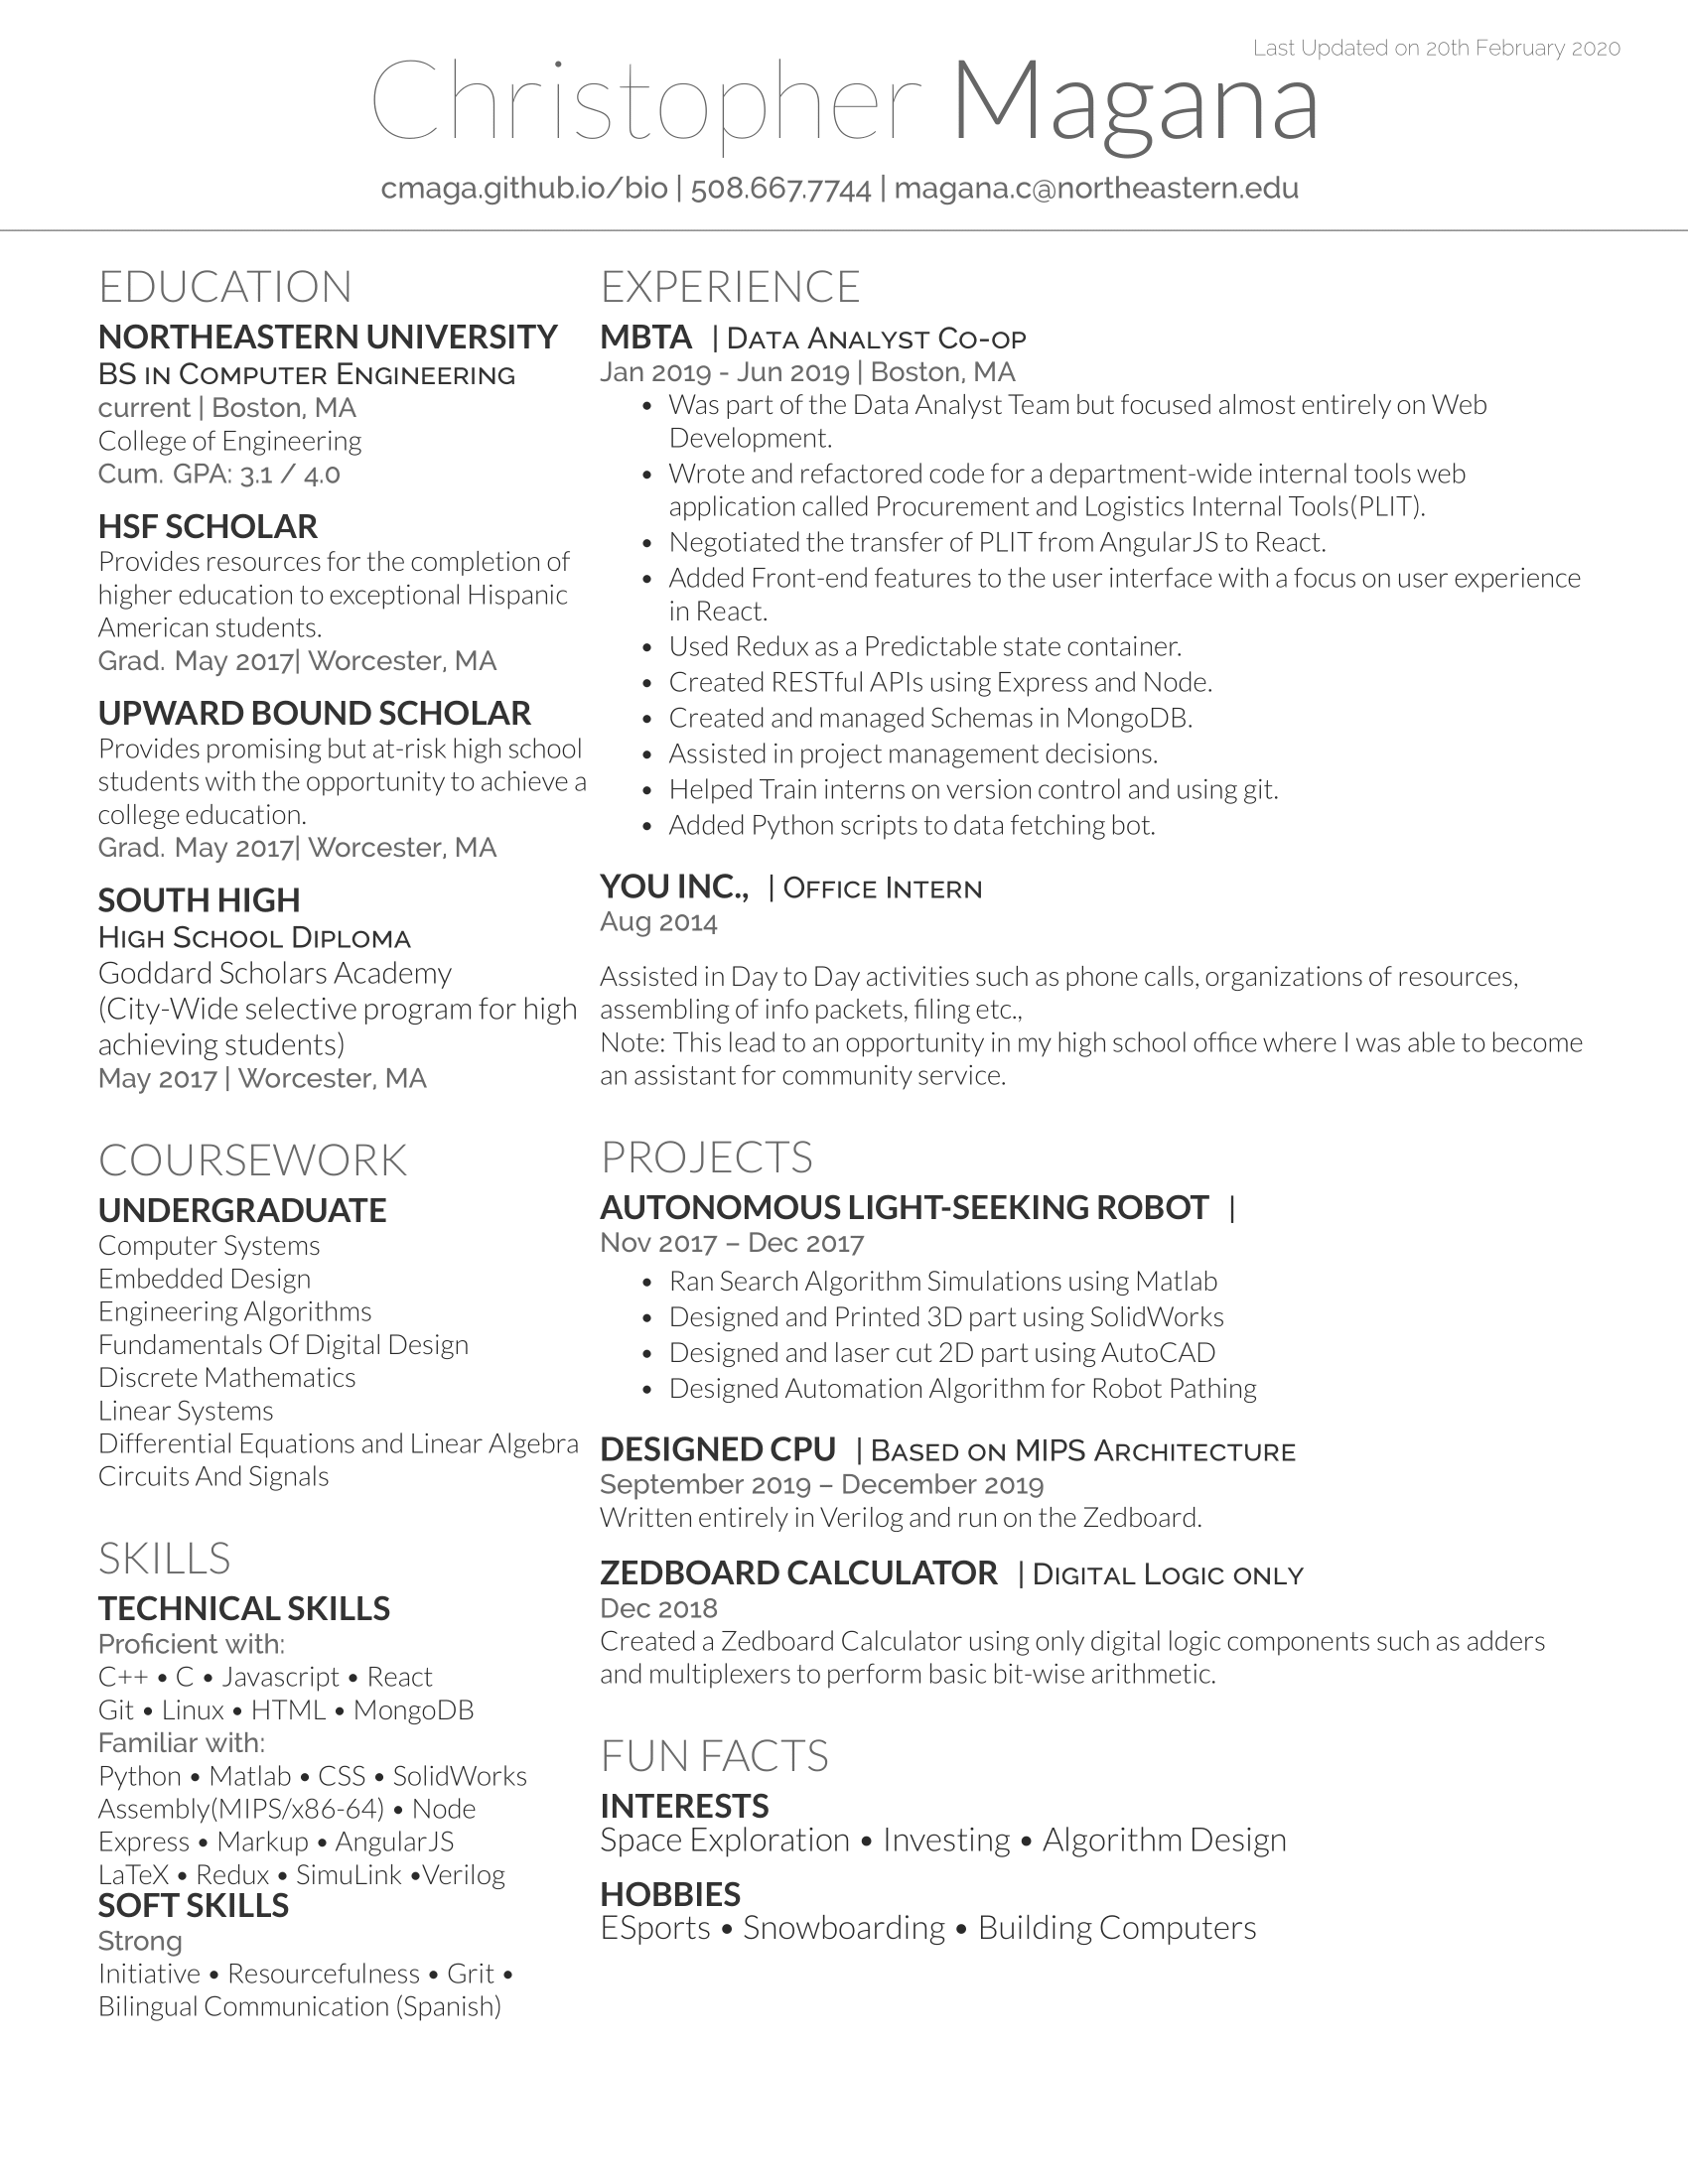 Last Updated on 20th February 2020
Christopher Magana
cmaga.github.io/bio | 508.667.7744 | magana.c@northeastern.edu
EDUCATION
NORTHEASTERN UNIVERSITY
BS in Computer Engineering
current | Boston, MA
College of Engineering
Cum. GPA: 3.1 / 4.0
HSF SCHOLAR
Provides resources for the completion of
higher education to exceptional Hispanic
American students.
Grad. May 2017| Worcester, MA
UPWARD BOUND SCHOLAR
Provides promising but at-risk high school
students with the opportunity to achieve a
college education.
Grad. May 2017| Worcester, MA
SOUTH HIGH
High School Diploma
Goddard Scholars Academy
(City-Wide selective program for high
achieving students)
May 2017 | Worcester, MA
COURSEWORK
UNDERGRADUATE
Computer Systems
Embedded Design
Engineering Algorithms
Fundamentals Of Digital Design
Discrete Mathematics
Linear Systems
Differential Equations and Linear Algebra
Circuits And Signals
SKILLS
TECHNICAL SKILLS
Proficient with:
C++ • C • Javascript • React
Git • Linux • HTML • MongoDB
Familiar with:
Python • Matlab • CSS • SolidWorks
Assembly(MIPS/x86-64) • Node
Express • Markup • AngularJS
LaTeX • Redux • SimuLink •Verilog
SOFT SKILLS
Strong
Initiative • Resourcefulness • Grit •
Bilingual Communication (Spanish)
EXPERIENCE
MBTA | Data Analyst Co-op
Jan 2019 - Jun 2019 | Boston, MA
• Was part of the Data Analyst Team but focused almost entirely on Web
Development.
• Wrote and refactored code for a department-wide internal tools web
application called Procurement and Logistics Internal Tools(PLIT).
• Negotiated the transfer of PLIT from AngularJS to React.
• Added Front-end features to the user interface with a focus on user experience
in React.
• Used Redux as a Predictable state container.
• Created RESTful APIs using Express and Node.
• Created and managed Schemas in MongoDB.
• Assisted in project management decisions.
• Helped Train interns on version control and using git.
• Added Python scripts to data fetching bot.
YOU INC., | Office Intern
Aug 2014
Assisted in Day to Day activities such as phone calls, organizations of resources,
assembling of info packets, filing etc.,
Note: This lead to an opportunity in my high school office where I was able to become
an assistant for community service.
PROJECTS
AUTONOMOUS LIGHT-SEEKING ROBOT |
Nov 2017 – Dec 2017
• Ran Search Algorithm Simulations using Matlab
• Designed and Printed 3D part using SolidWorks
• Designed and laser cut 2D part using AutoCAD
• Designed Automation Algorithm for Robot Pathing
DESIGNED CPU | Based on MIPS Architecture
September 2019 – December 2019
Written entirely in Verilog and run on the Zedboard.
ZEDBOARD CALCULATOR | Digital Logic only
Dec 2018
Created a Zedboard Calculator using only digital logic components such as adders
and multiplexers to perform basic bit-wise arithmetic.
FUN FACTS
INTERESTS
Space Exploration • Investing • Algorithm Design
HOBBIES
ESports • Snowboarding • Building Computers